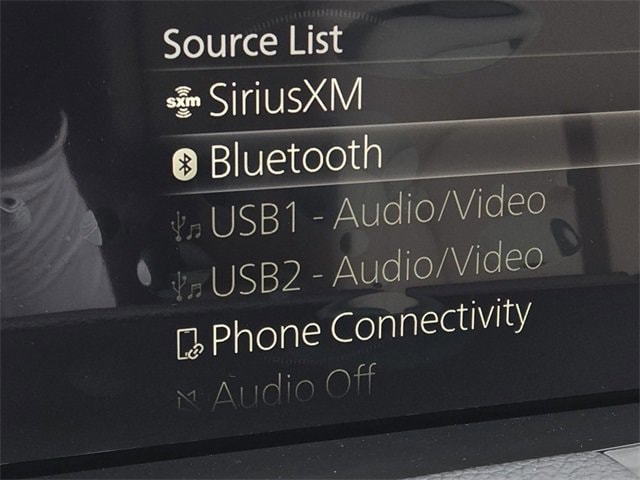 Source List
sxm SiriusXM
Bluetooth
USB1 - Audio/Video
USB2 - Audio/Video
Phone Connectivity
Audio Off